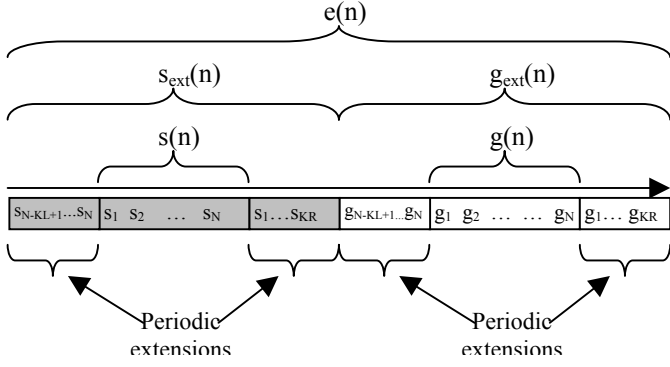 e(n)
sext(n) gext(n)
s(n) g(n)
sN-KL+1...sN s1 s2 ... sN s1...sKR gN-KL+1...gN g1 g2 ... ... gN g1... gKR
Periodic extensions Periodic extensions